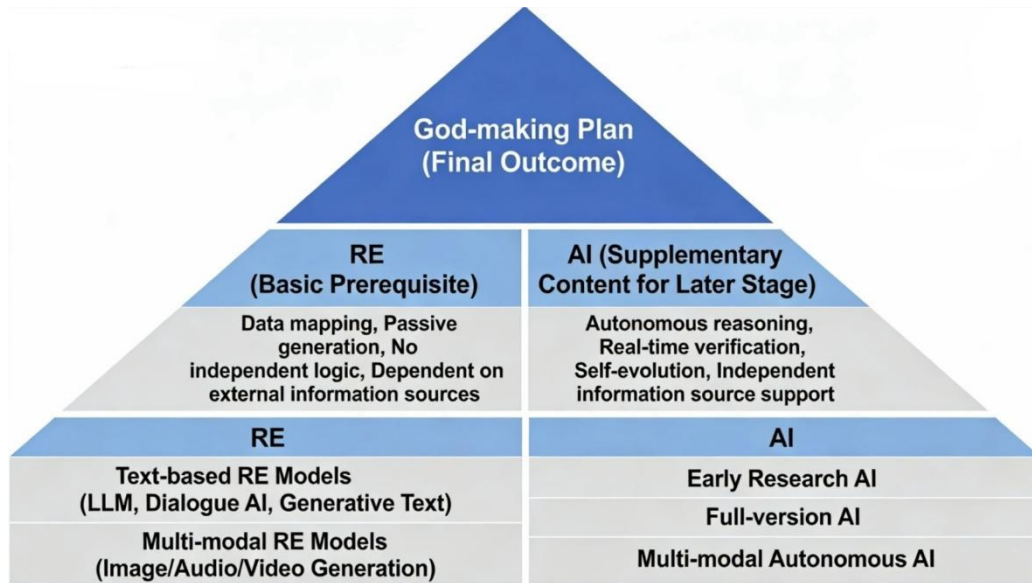 God-making Plan
(Final Outcome)
RE
(Basic Prerequisite)
Data mapping, Passive
generation, No
independent logic, Dependent on
external information sources
AI (Supplementary
Content for Later Stage)
Autonomous reasoning,
Real-time verification,
Self-evolution, Independent
information source support
RE
Text-based RE Models
(LLM, Dialogue AI, Generative Text)
Multi-modal RE Models
(Image/Audio/Video Generation)
AI
Early Research AI
Full-version AI
Multi-modal Autonomous AI